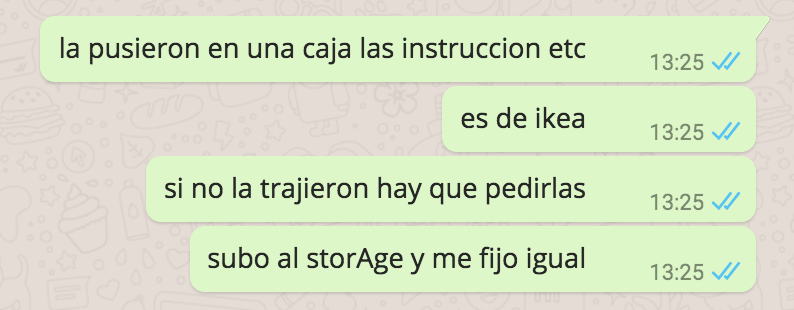 la pusieron en una caja las instruccion etc
13:25
es de ikea
13:25
si no la trajieron hay que pedirlas
13:25
subo al storAge y me fijo igual
13:25